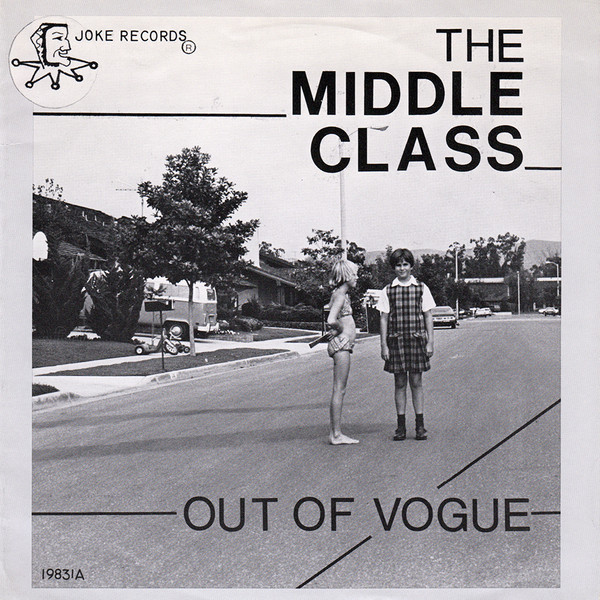 JOKE RECORDS®
THE
MIDDLE
CLASS
OUT OF VOGUE
19831A